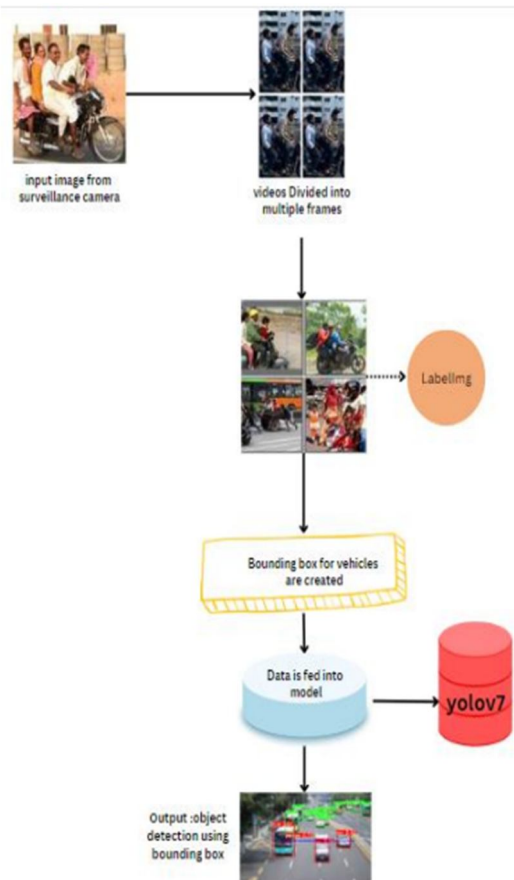 input image from
surveillance camera
videos Divided into
multiple frames
LabelImg
Bounding box for vehicles
are created
Data is fed into
model
yolov7
Output :object
detection using
bounding box